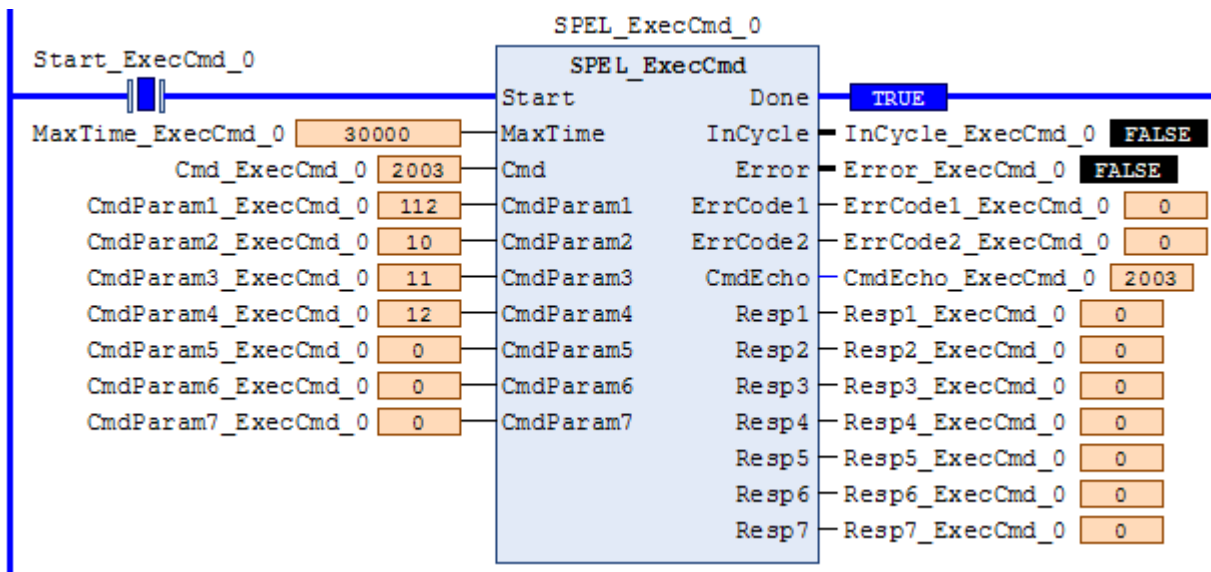 SPEL_ExecCmd_0
Start_ExecCmd_0 SPEL_ExecCmd
Start Done TRUE
MaxTime_ExecCmd_0 30000 MaxTime InCycle InCycle_ExecCmd_0 FALSE
Cmd_ExecCmd_0 2003 Cmd Error Error_ExecCmd_0 FALSE
CmdParam1_ExecCmd_0 112 CmdParam1 ErrCode1 ErrCode1_ExecCmd_0 0
CmdParam2_ExecCmd_0 10 CmdParam2 ErrCode2 ErrCode2_ExecCmd_0 0
CmdParam3_ExecCmd_0 11 CmdParam3 CmdEcho CmdEcho_ExecCmd_0 2003
CmdParam4_ExecCmd_0 12 CmdParam4 Resp1 Resp1_ExecCmd_0 0
CmdParam5_ExecCmd_0 0 CmdParam5 Resp2 Resp2_ExecCmd_0 0
CmdParam6_ExecCmd_0 0 CmdParam6 Resp3 Resp3_ExecCmd_0 0
CmdParam7_ExecCmd_0 0 CmdParam7 Resp4 Resp4_ExecCmd_0 0
Resp5 Resp5_ExecCmd_0 0
Resp6 Resp6_ExecCmd_0 0
Resp7 Resp7_ExecCmd_0 0